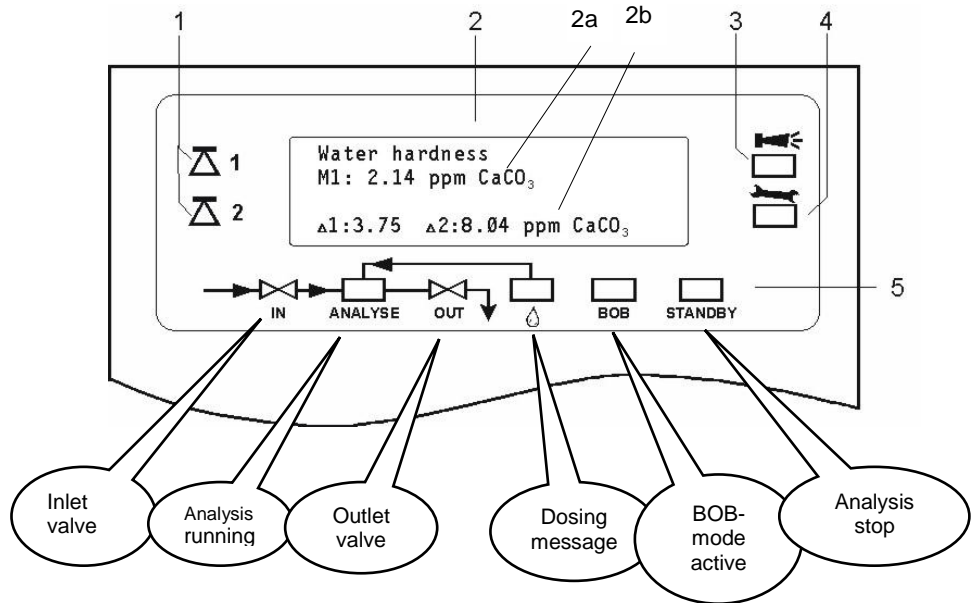 1 2 2a 2b 3 4
1
2
Water hardness
M1: 2.14 ppm CaCO₃
▵1:3.75 ▵2:8.04 ppm CaCO₃
5
IN ANALYSE OUT BOB STANDBY
Inlet
valve
Analysis
running
Outlet
valve
Dosing
message
BOB-
mode
active
Analysis
stop